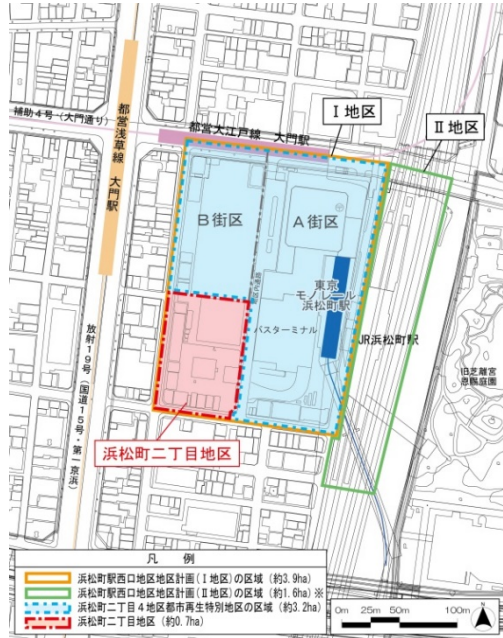 補助4号(大門通り)
都営大江戸線 大門駅
Ⅰ地区
Ⅱ地区
都営浅草線 大門駅
B街区
A街区
東京
モノレール
浜松町駅
バスターミナル
JR浜松町駅
旧芝離宮
恩賜庭園
放射19号(国道15号・第一京浜)
浜松町二丁目地区
凡 例
浜松町駅西口地区地区計画(Ⅰ地区)の区域 (約3.9ha)
浜松町駅西口地区地区計画(Ⅱ地区)の区域 (約1.6ha)※
浜松町二丁目4地区都市再生特別地区の区域 (約3.2ha)
浜松町二丁目地区 (約0.7ha)
0m 25m 50m 100m